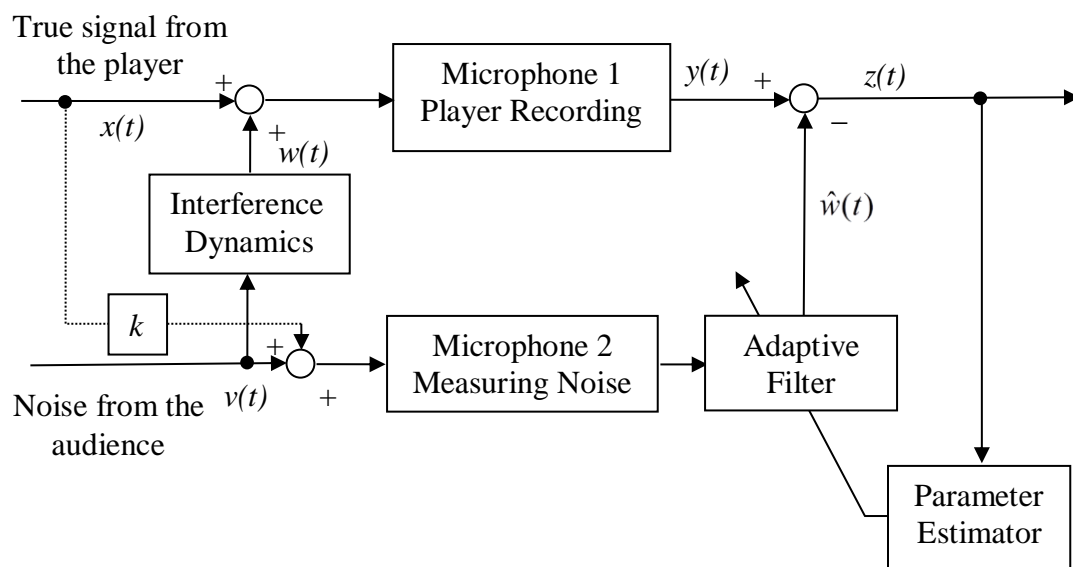 True signal from
the player
x(t)
+
+
w(t)
Microphone 1
Player Recording
y(t)
+
−
z(t)
Interference
Dynamics
ŵ(t)
k
+
+
v(t)
Noise from the
audience
Microphone 2
Measuring Noise
Adaptive
Filter
Parameter
Estimator